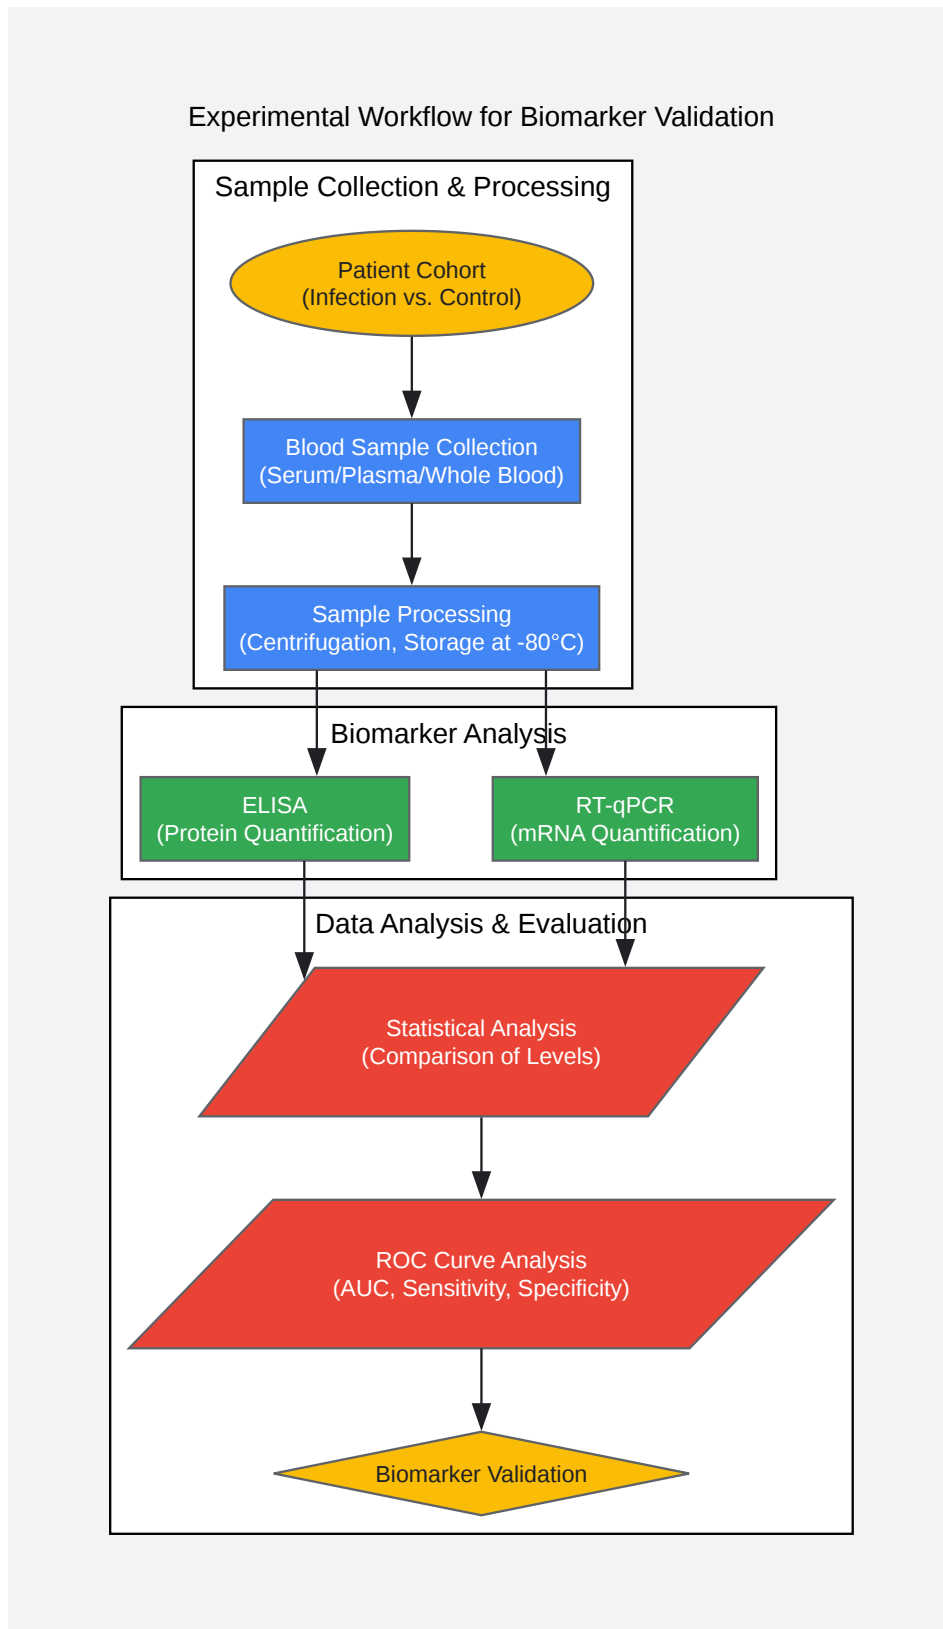 Experimental Workflow for Biomarker Validation
Sample Collection & Processing
Patient Cohort
(Infection vs. Control)
Blood Sample Collection
(Serum/Plasma/Whole Blood)
Sample Processing
(Centrifugation, Storage at -80°C)
Biomarker Analysis
ELISA
(Protein Quantification)
RT-qPCR
(mRNA Quantification)
Data Analysis & Evaluation
Statistical Analysis
(Comparison of Levels)
ROC Curve Analysis
(AUC, Sensitivity, Specificity)
Biomarker Validation